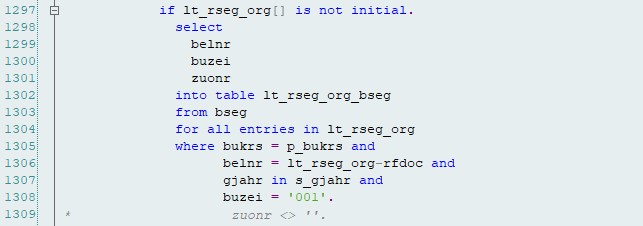 1297 if lt_rseg_org[] is not initial.
1298 select
1299 belnr
1300 buzei
1301 zuonr
1302 into table lt_rseg_org_bseg
1303 from bseg
1304 for all entries in lt_rseg_org
1305 where bukrs = p_bukrs and
1306 belnr = lt_rseg_org-rfdoc and
1307 gjahr in s_gjahr and
1308 buzei = '001'.
1309 * zuonr <> ''.